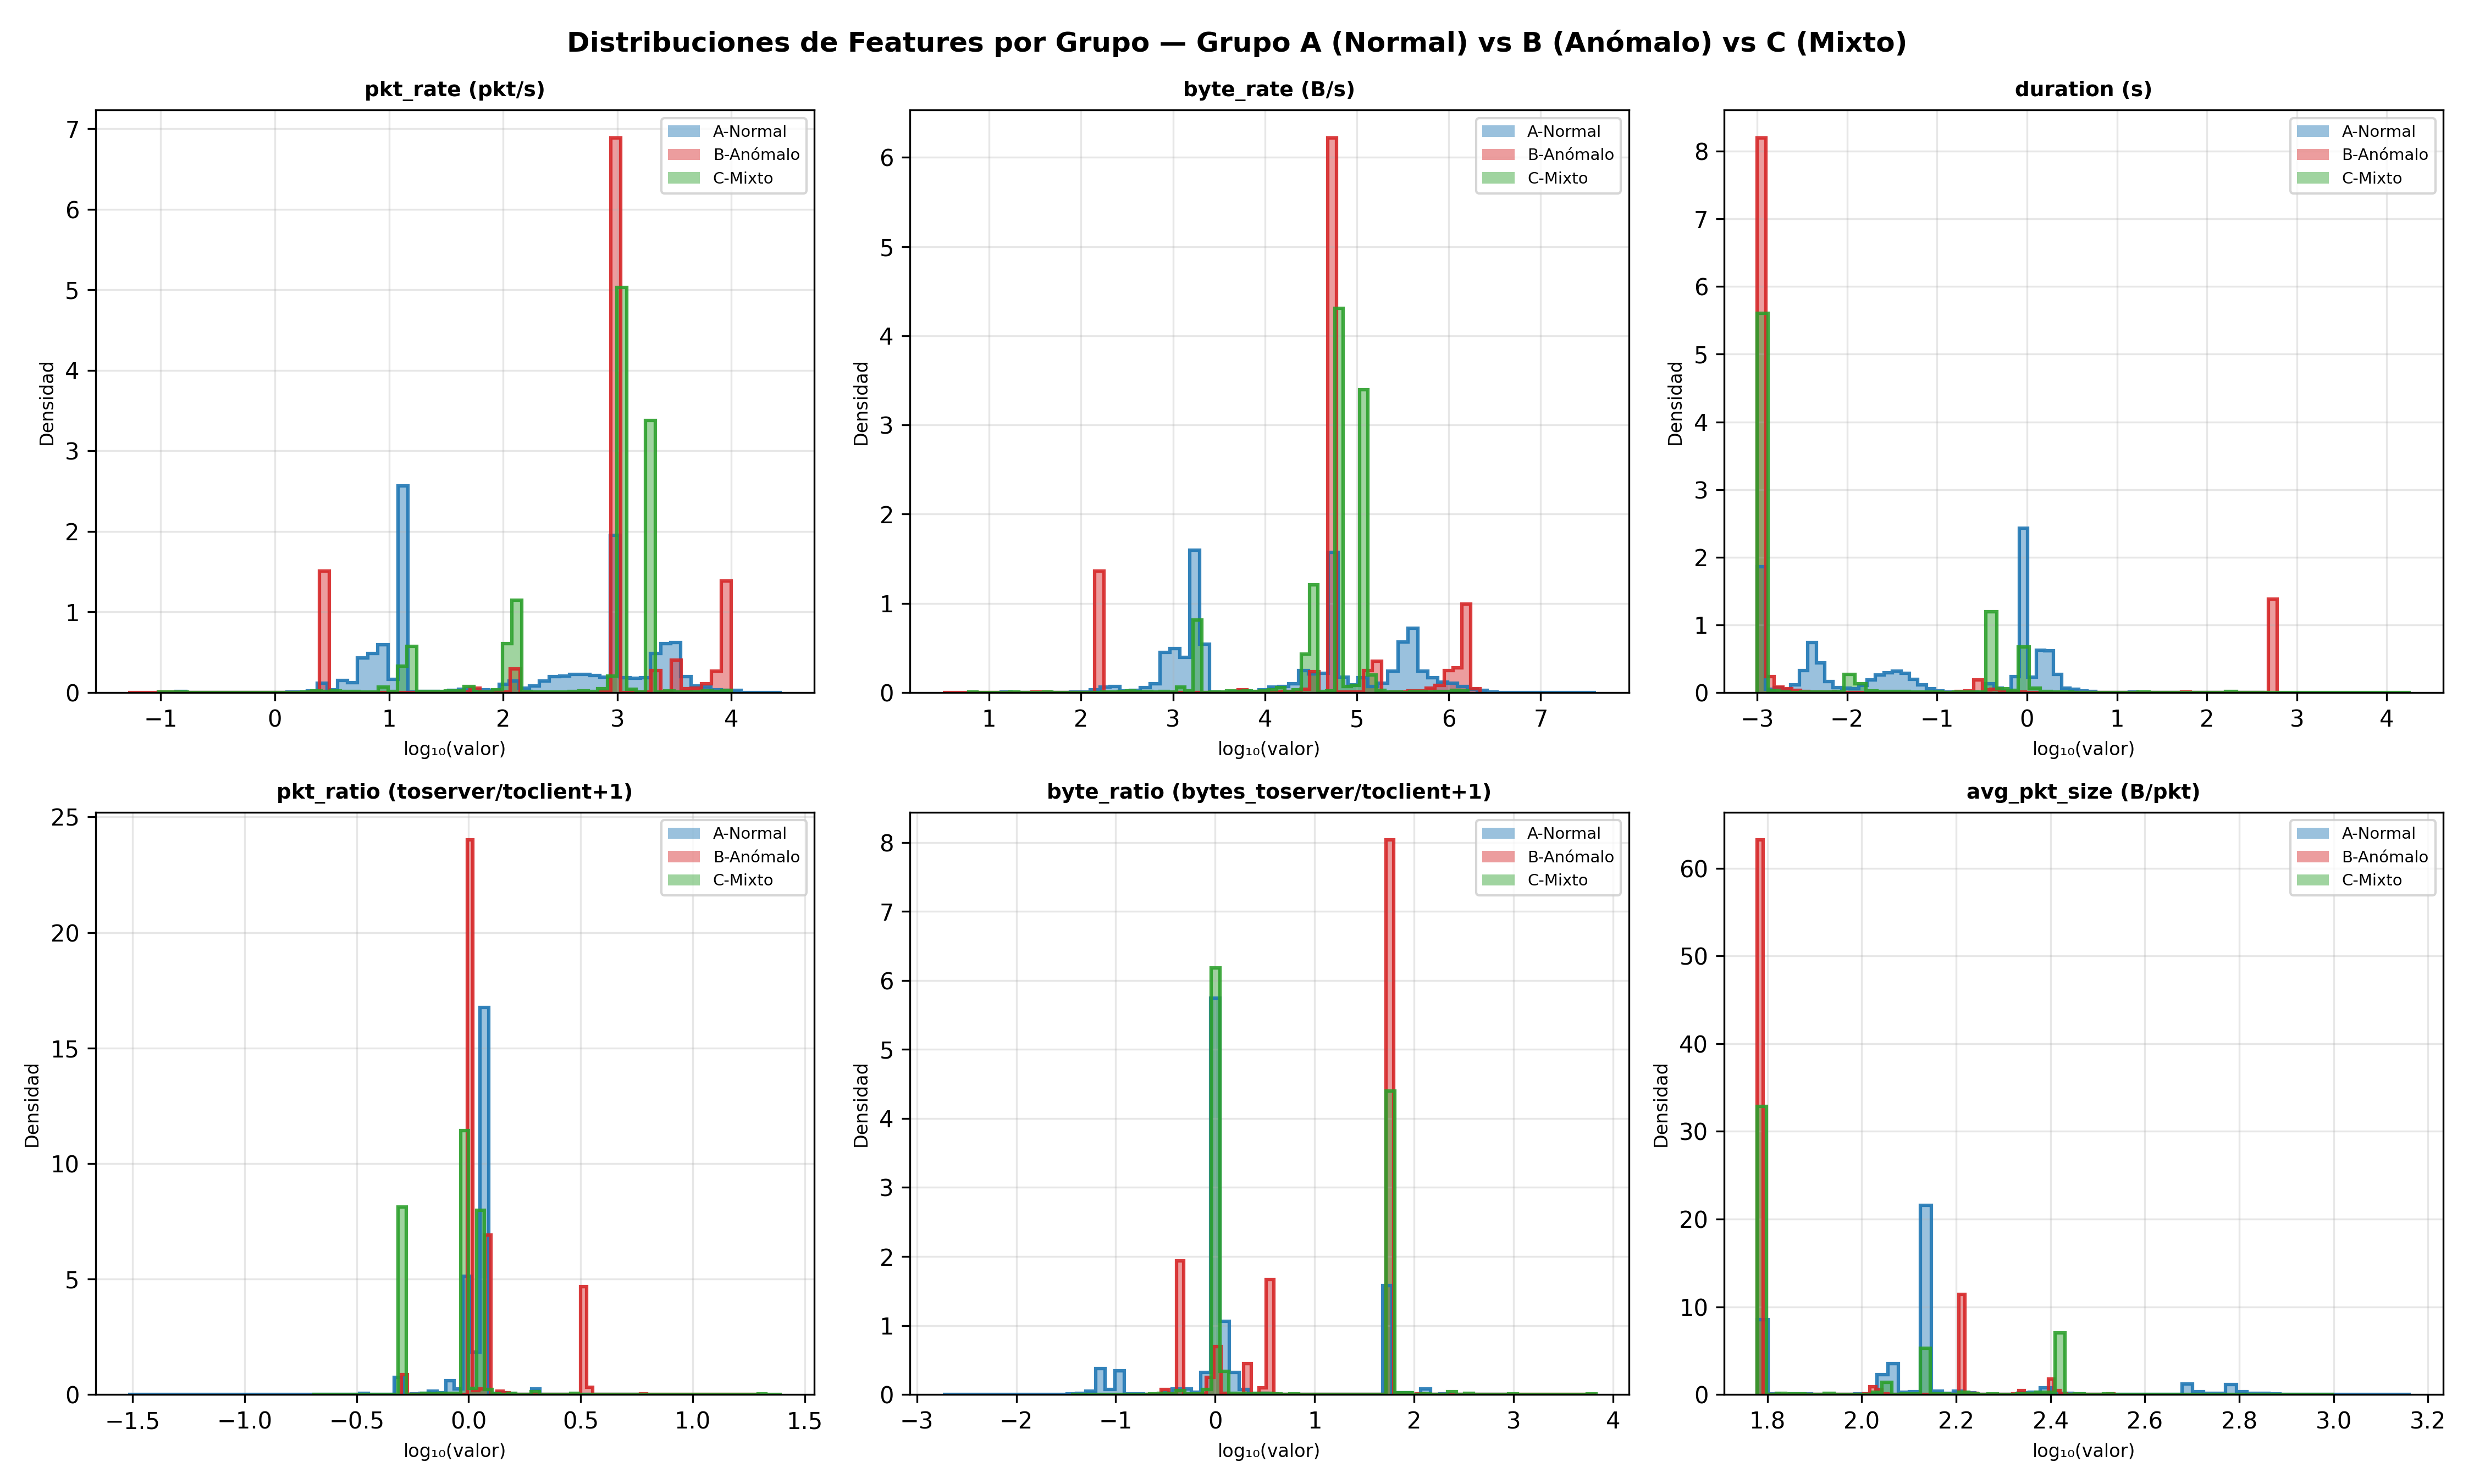 Distribuciones de Features por Grupo — Grupo A (Normal) vs B (Anómalo) vs C (Mixto)
pkt_rate (pkt/s)
Densidad
7
6
5
4
3
2
1
0
−1 0 1 2 3 4
log₁₀(valor)
A-Normal
B-Anómalo
C-Mixto
byte_rate (B/s)
Densidad
6
5
4
3
2
1
0
1 2 3 4 5 6 7
log₁₀(valor)
A-Normal
B-Anómalo
C-Mixto
duration (s)
Densidad
8
7
6
5
4
3
2
1
0
−3 −2 −1 0 1 2 3 4
log₁₀(valor)
A-Normal
B-Anómalo
C-Mixto
pkt_ratio (toserver/toclient+1)
Densidad
25
20
15
10
5
0
−1.5 −1.0 −0.5 0.0 0.5 1.0 1.5
log₁₀(valor)
A-Normal
B-Anómalo
C-Mixto
byte_ratio (bytes_toserver/toclient+1)
Densidad
8
7
6
5
4
3
2
1
0
−3 −2 −1 0 1 2 3 4
log₁₀(valor)
A-Normal
B-Anómalo
C-Mixto
avg_pkt_size (B/pkt)
Densidad
60
50
40
30
20
10
0
1.8 2.0 2.2 2.4 2.6 2.8 3.0 3.2
log₁₀(valor)
A-Normal
B-Anómalo
C-Mixto